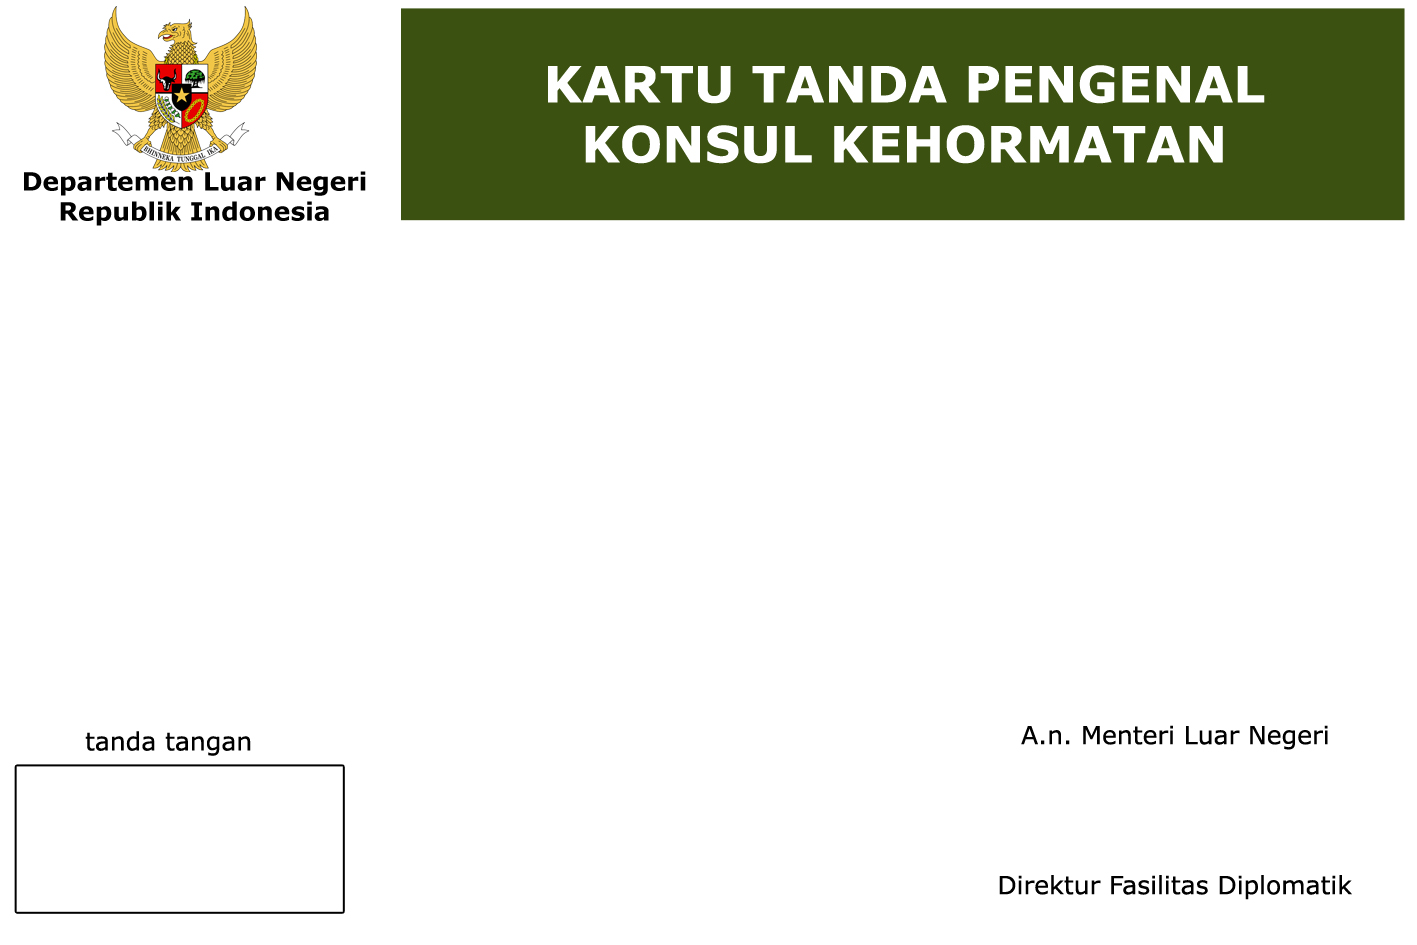 BHINNEKA TUNGGAL IKA
Departemen Luar Negeri
Republik Indonesia
KARTU TANDA PENGENAL
KONSUL KEHORMATAN
tanda tangan
A.n. Menteri Luar Negeri
Direktur Fasilitas Diplomatik